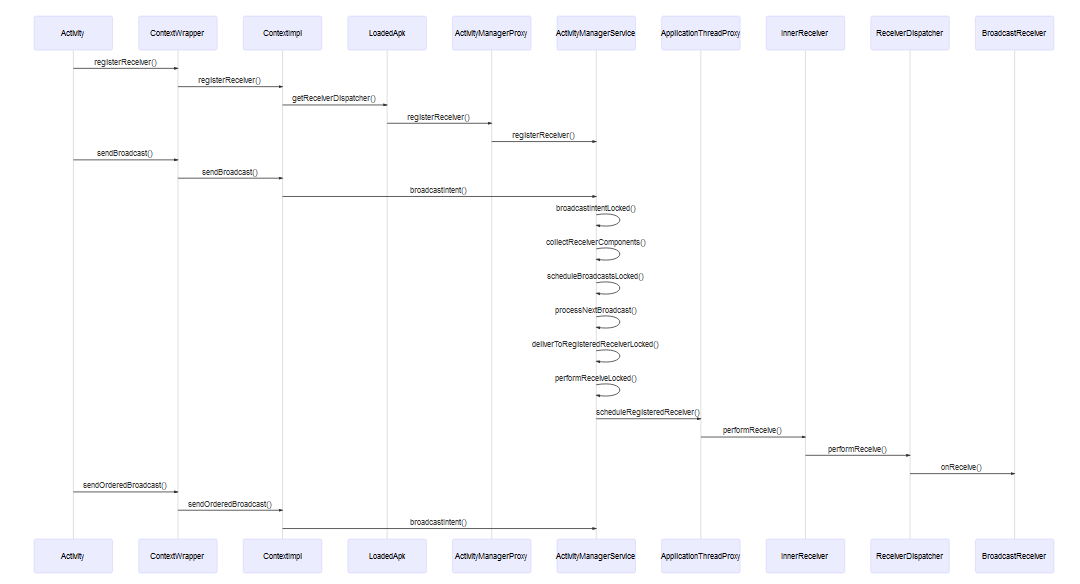 Activity ContextWrapper ContextImpl LoadedApk ActivityManagerProxy ActivityManagerService ApplicationThreadProxy InnerReceiver ReceiverDispatcher BroadcastReceiver
registerReceiver()
registerReceiver()
getReceiverDispatcher()
registerReceiver()
registerReceiver()
sendBroadcast()
sendBroadcast()
broadcastIntent()
broadcastIntentLocked()
collectReceiverComponents()
scheduleBroadcastsLocked()
processNextBroadcast()
deliverToRegisteredReceiverLocked()
performReceiveLocked()
scheduleRegisteredReceiver()
performReceive()
performReceive()
onReceive()
sendOrderedBroadcast()
sendOrderedBroadcast()
broadcastIntent()
Activity ContextWrapper ContextImpl LoadedApk ActivityManagerProxy ActivityManagerService ApplicationThreadProxy InnerReceiver ReceiverDispatcher BroadcastReceiver